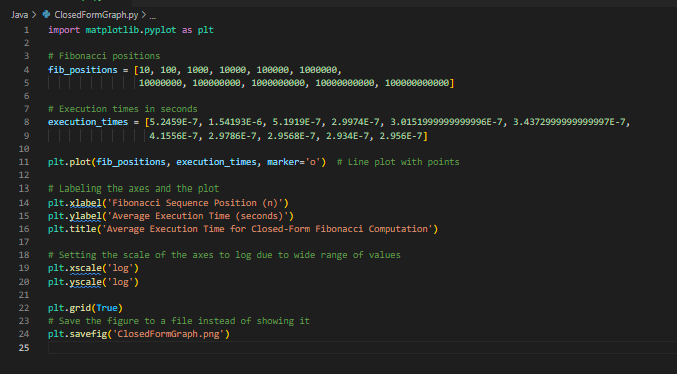 Java > ClosedFormGraph.py > ...
1 import matplotlib.pyplot as plt
2
3 # Fibonacci positions
4 fib_positions = [10, 100, 1000, 10000, 100000, 1000000,
5 10000000, 100000000, 1000000000, 10000000000, 100000000000]
6
7 # Execution times in seconds
8 execution_times = [5.2459E-7, 1.54193E-6, 5.1919E-7, 2.9974E-7, 3.0151999999999996E-7, 3.4372999999999997E-7,
9 4.1556E-7, 2.9786E-7, 2.9568E-7, 2.934E-7, 2.956E-7]
10
11 plt.plot(fib_positions, execution_times, marker='o')  # Line plot with points
12
13 # Labeling the axes and the plot
14 plt.xlabel('Fibonacci Sequence Position (n)')
15 plt.ylabel('Average Execution Time (seconds)')
16 plt.title('Average Execution Time for Closed-Form Fibonacci Computation')
17
18 # Setting the scale of the axes to log due to wide range of values
19 plt.xscale('log')
20 plt.yscale('log')
21
22 plt.grid(True)
23 # Save the figure to a file instead of showing it
24 plt.savefig('ClosedFormGraph.png')
25